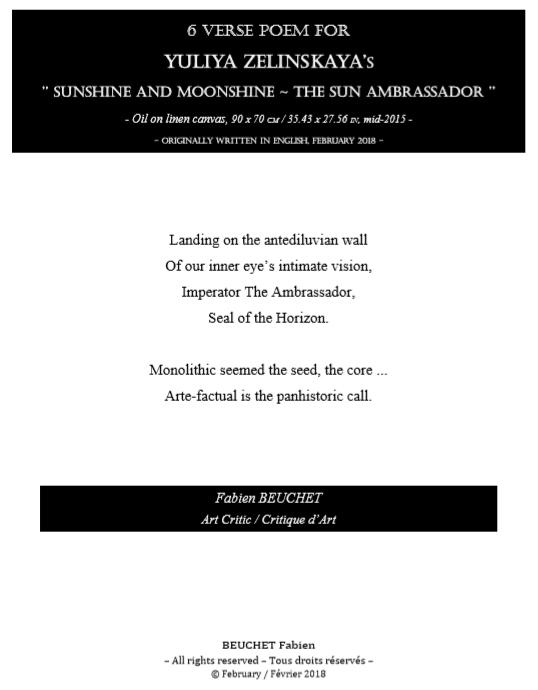 6 VERSE POEM FOR
YULIYA ZELINSKAYA's
" SUNSHINE AND MOONSHINE ~ THE SUN AMBASSADOR "
- Oil on linen canvas, 90 x 70 CM / 35.43 x 27.56 IN, mid-2015 -
~ ORIGINALLY WRITTEN IN ENGLISH, FEBRUARY 2018 ~
Landing on the antediluvian wall
Of our inner eye's intimate vision,
Imperator The Ambassador,
Seal of the Horizon.
Monolithic seemed the seed, the core ...
Arte-factual is the panhistoric call.
Fabien BEUCHET
Art Critic / Critique d'Art
BEUCHET Fabien
– All rights reserved – Tous droits réservés –
© February / Février 2018